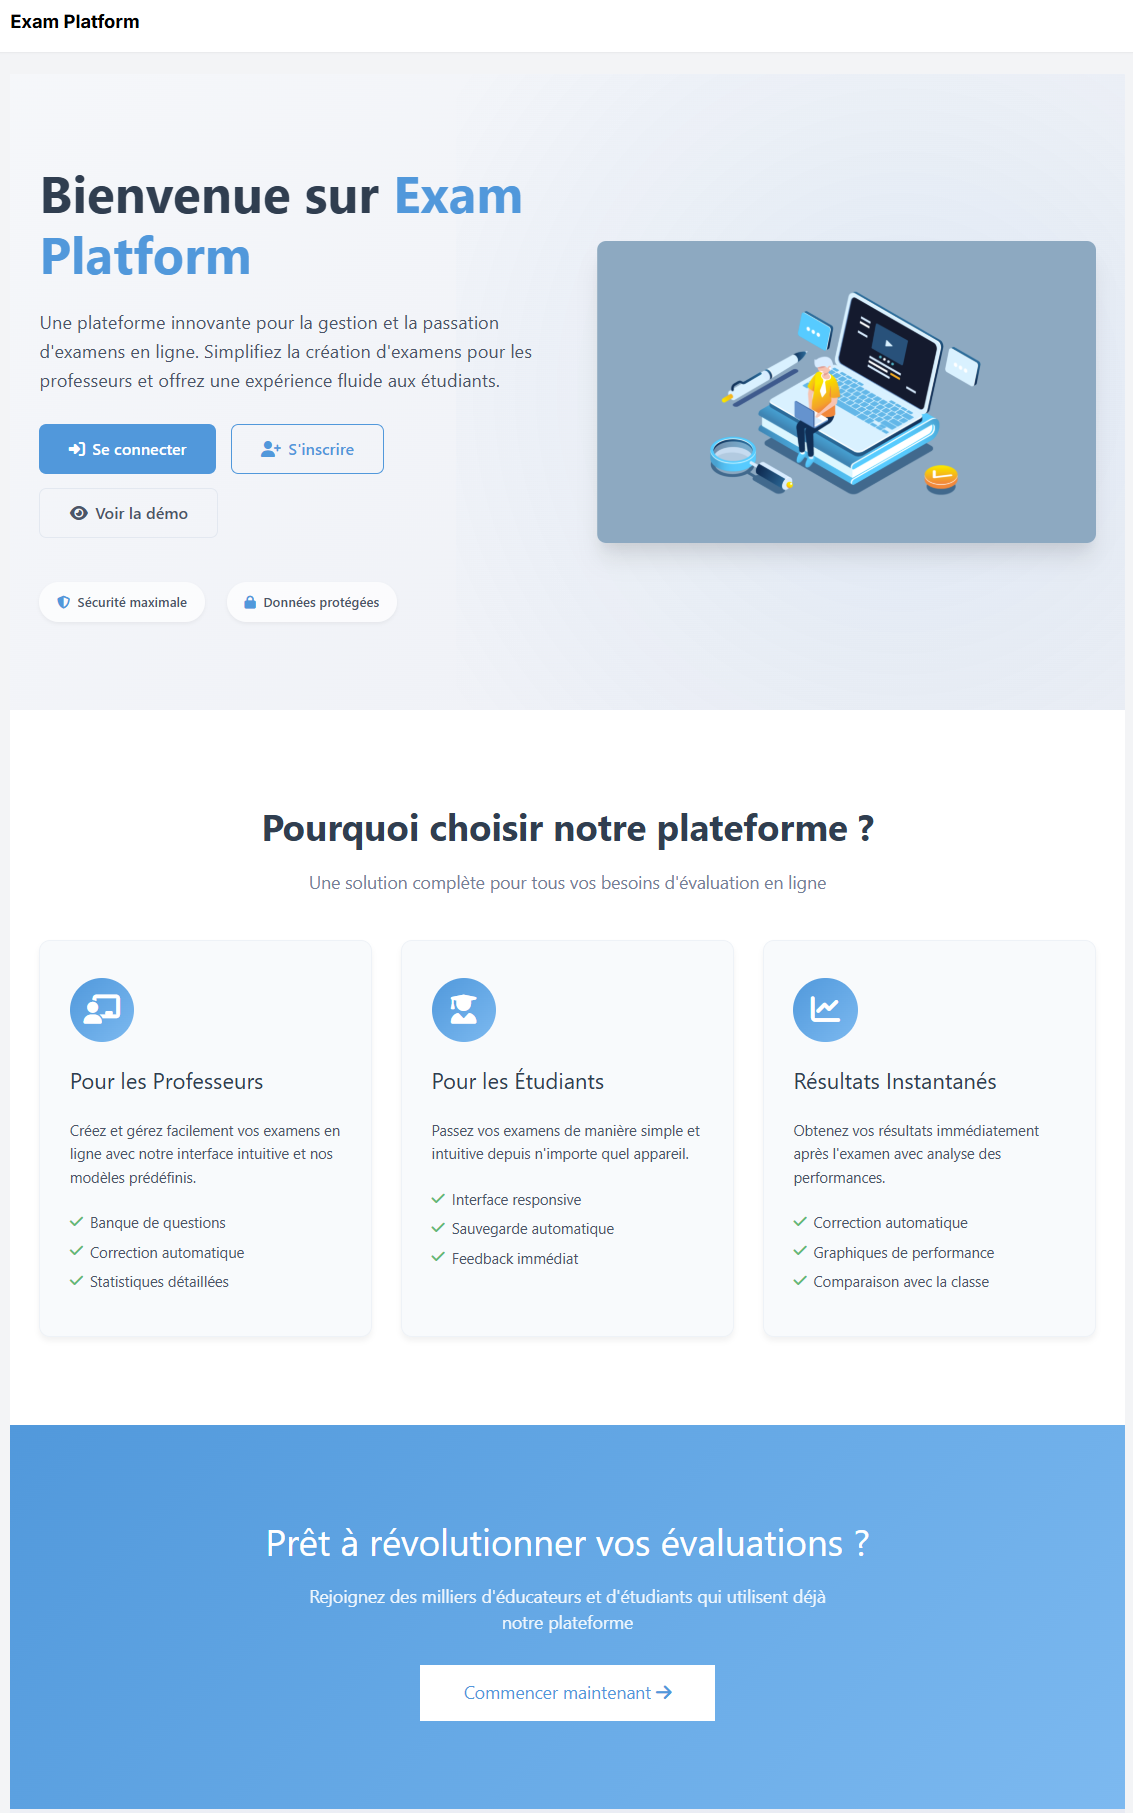 Exam Platform
Bienvenue sur Exam
Platform
Une plateforme innovante pour la gestion et la passation
d'examens en ligne. Simplifiez la création d'examens pour les
professeurs et offrez une expérience fluide aux étudiants.
Se connecter
S'inscrire
Voir la démo
Sécurité maximale
Données protégées
Pourquoi choisir notre plateforme ?
Une solution complète pour tous vos besoins d'évaluation en ligne
Pour les Professeurs
Créez et gérez facilement vos examens en
ligne avec notre interface intuitive et nos
modèles prédéfinis.
Banque de questions
Correction automatique
Statistiques détaillées
Pour les Étudiants
Passez vos examens de manière simple et
intuitive depuis n'importe quel appareil.
Interface responsive
Sauvegarde automatique
Feedback immédiat
Résultats Instantanés
Obtenez vos résultats immédiatement
après l'examen avec analyse des
performances.
Correction automatique
Graphiques de performance
Comparaison avec la classe
Prêt à révolutionner vos évaluations ?
Rejoignez des milliers d'éducateurs et d'étudiants qui utilisent déjà
notre plateforme
Commencer maintenant